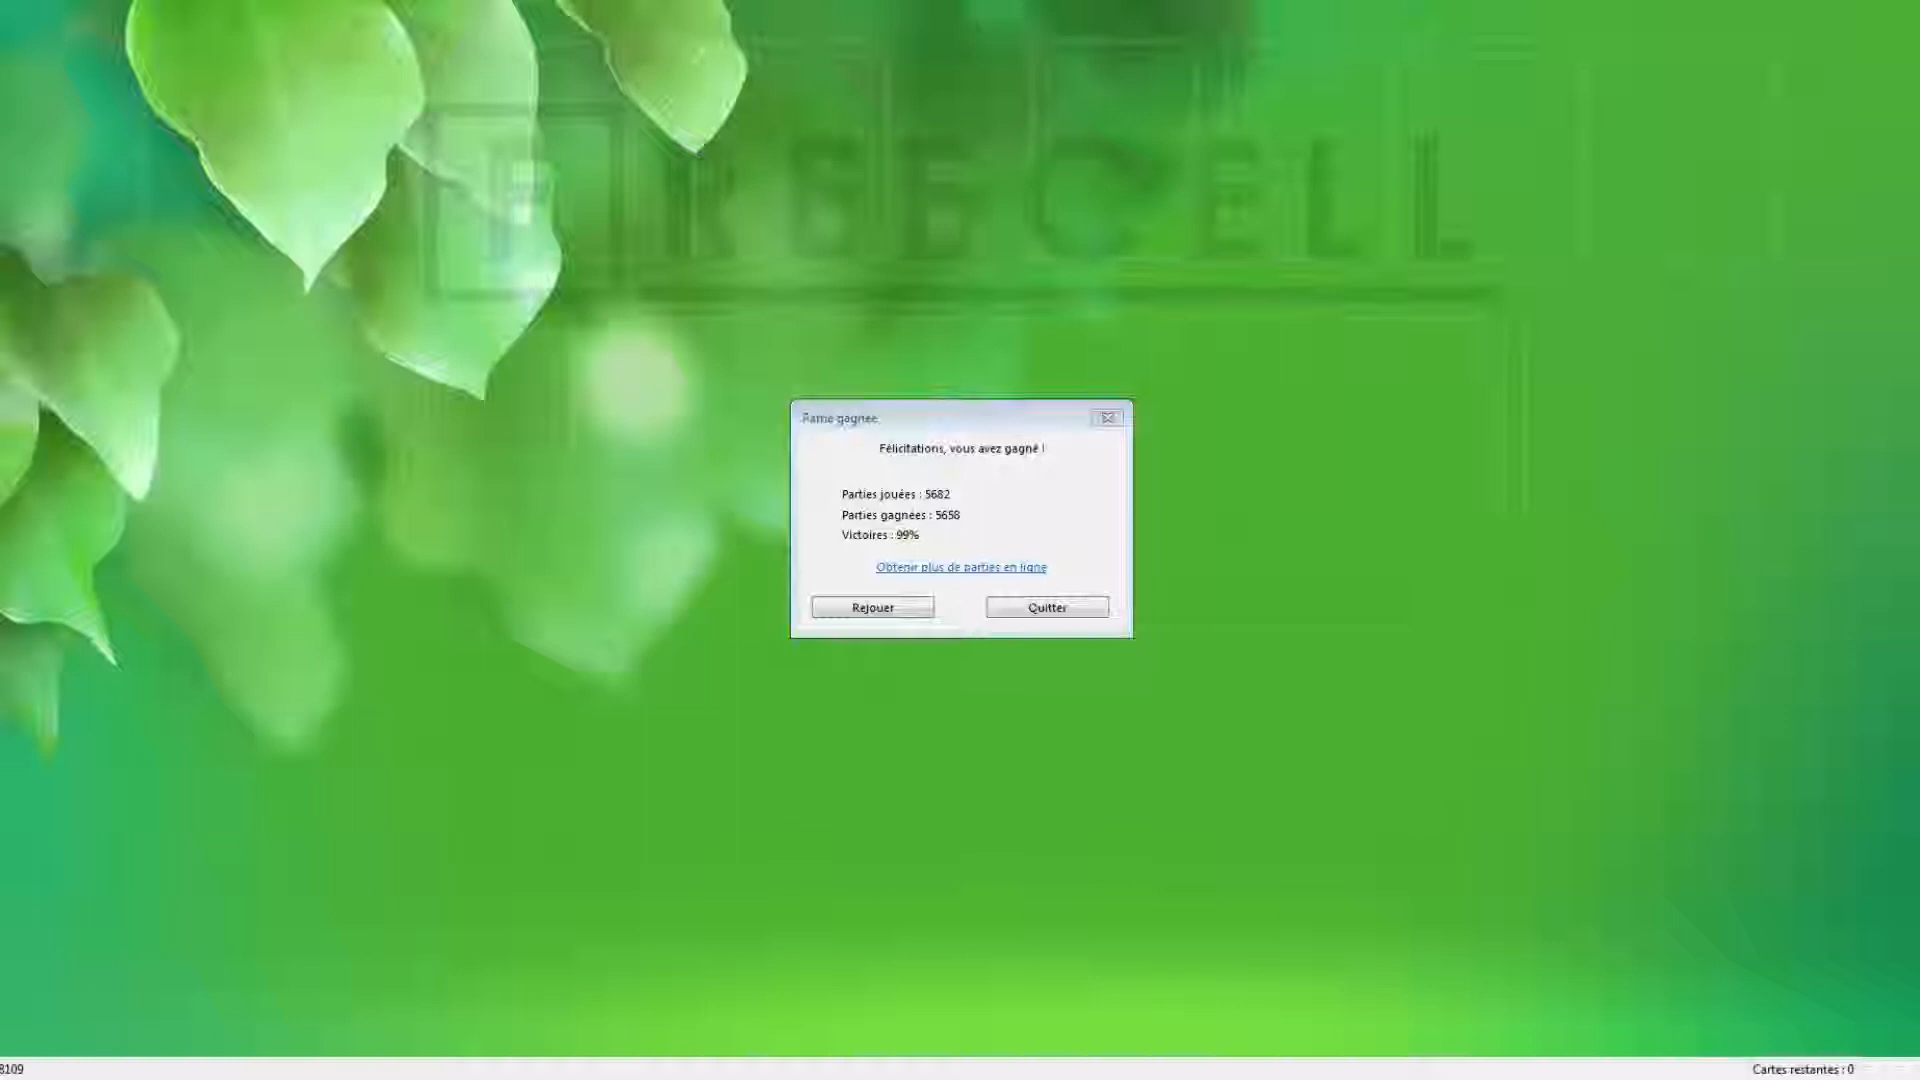 FREECELL
Partie gagnée
Félicitations, vous avez gagné !
Parties jouées : 5682
Parties gagnées : 5658
Victoires : 99%
Obtenir plus de parties en ligne
Rejouer
Quitter
8109
Cartes restantes : 0